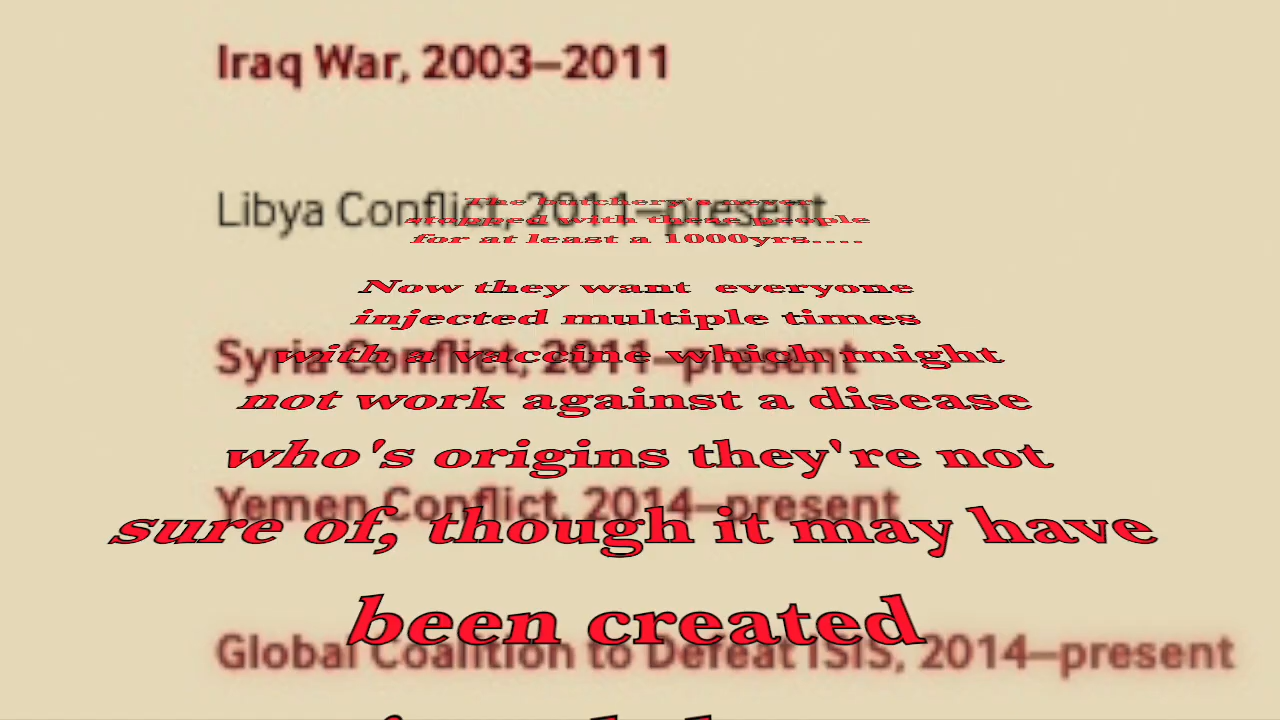 Iraq War, 2003–2011
Libya Conflict, 2011–present
The butchery's never
stopped with these people
for at least a 1000yrs....
Now they want everyone
injected multiple times
Syria Conflict, 2011–present
with a vaccine which might
not work against a disease
who's origins they're not
Yemen Conflict, 2014–present
sure of, though it may have
been created
Global Coalition to Defeat ISIS, 2014–present